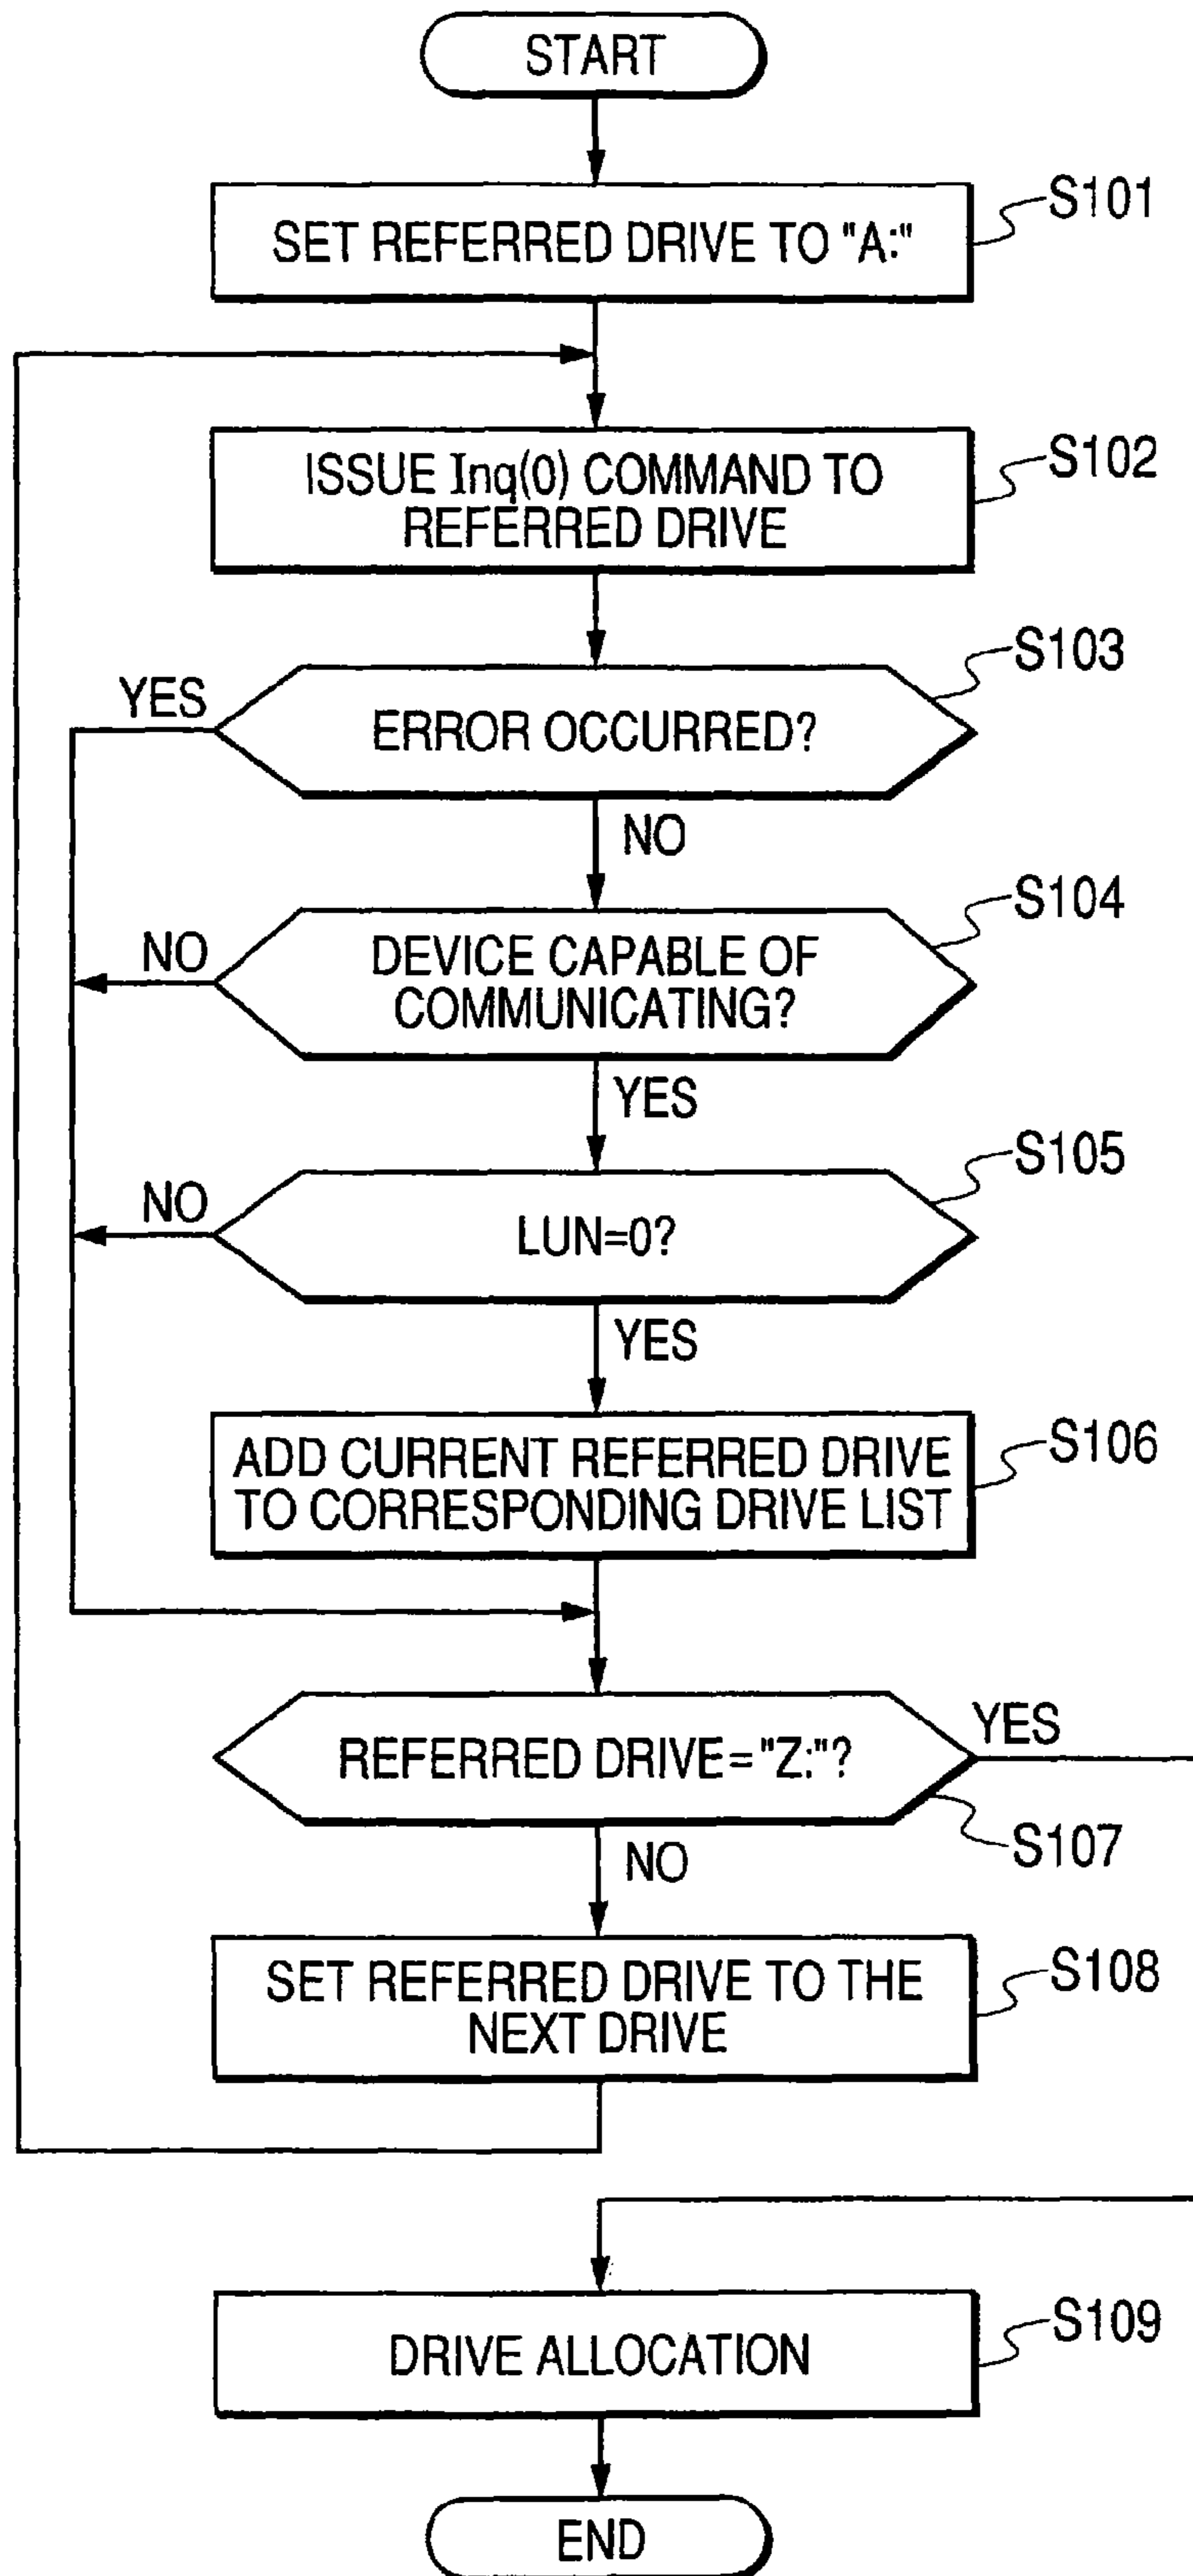 START
SET REFERRED DRIVE TO "A:"
S101
ISSUE Inq(0) COMMAND TO
REFERRED DRIVE
S102
ERROR OCCURRED?
S103
YES
NO
DEVICE CAPABLE OF
COMMUNICATING?
S104
NO
YES
LUN=0?
S105
NO
YES
ADD CURRENT REFERRED DRIVE
TO CORRESPONDING DRIVE LIST
S106
REFERRED DRIVE="Z:"?
YES
S107
NO
SET REFERRED DRIVE TO THE
NEXT DRIVE
S108
DRIVE ALLOCATION
S109
END